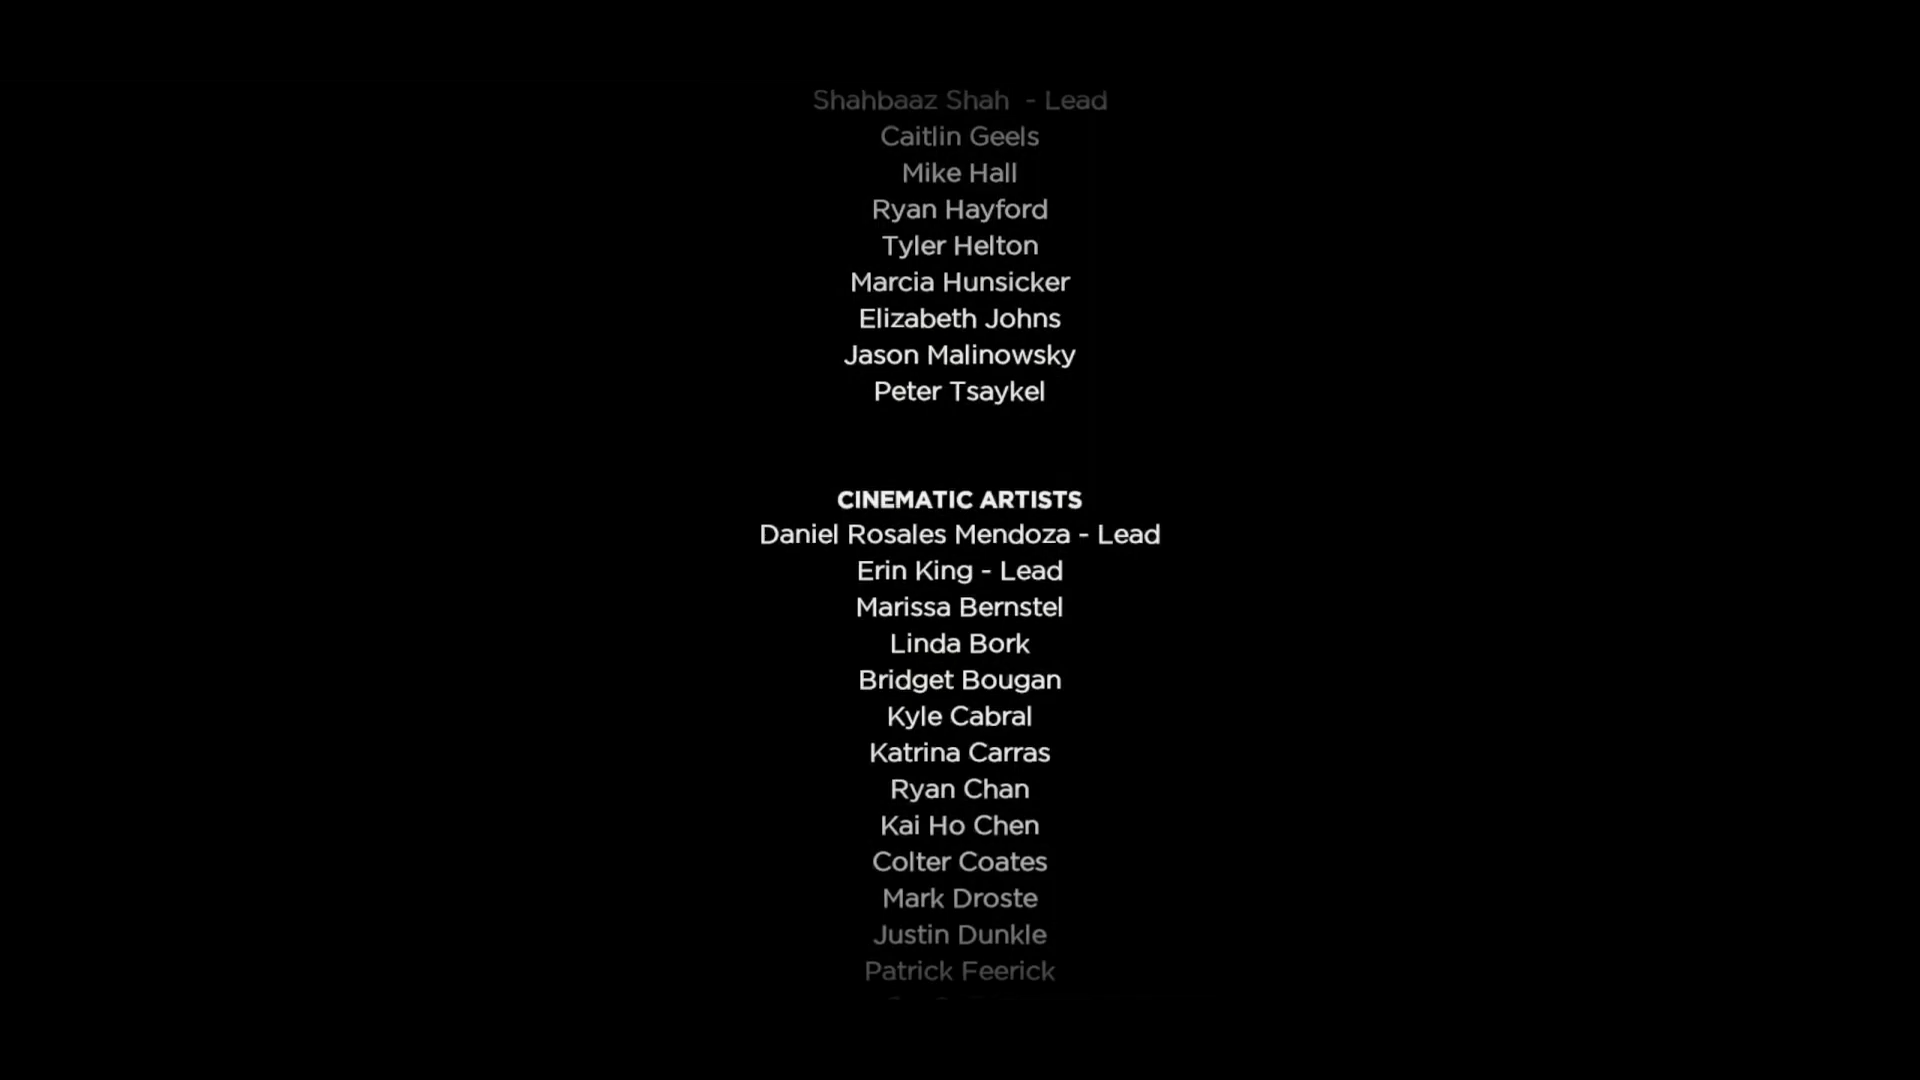 Shahbaaz Shah  - Lead
Caitlin Geels
Mike Hall
Ryan Hayford
Tyler Helton
Marcia Hunsicker
Elizabeth Johns
Jason Malinowsky
Peter Tsaykel
CINEMATIC ARTISTS
Daniel Rosales Mendoza - Lead
Erin King - Lead
Marissa Bernstel
Linda Bork
Bridget Bougan
Kyle Cabral
Katrina Carras
Ryan Chan
Kai Ho Chen
Colter Coates
Mark Droste
Justin Dunkle
Patrick Feerick